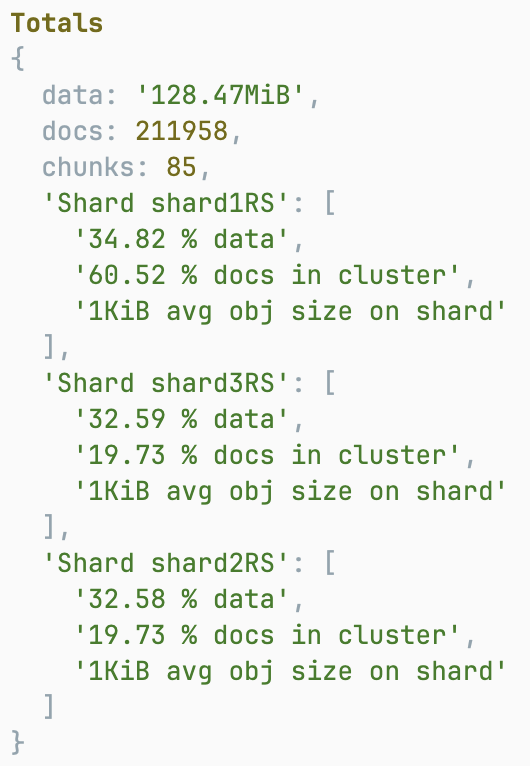 Totals
{
  data: '128.47MiB',
  docs: 211958,
  chunks: 85,
  'Shard shard1RS': [
    '34.82 % data',
    '60.52 % docs in cluster',
    '1KiB avg obj size on shard'
  ],
  'Shard shard3RS': [
    '32.59 % data',
    '19.73 % docs in cluster',
    '1KiB avg obj size on shard'
  ],
  'Shard shard2RS': [
    '32.58 % data',
    '19.73 % docs in cluster',
    '1KiB avg obj size on shard'
  ]
}